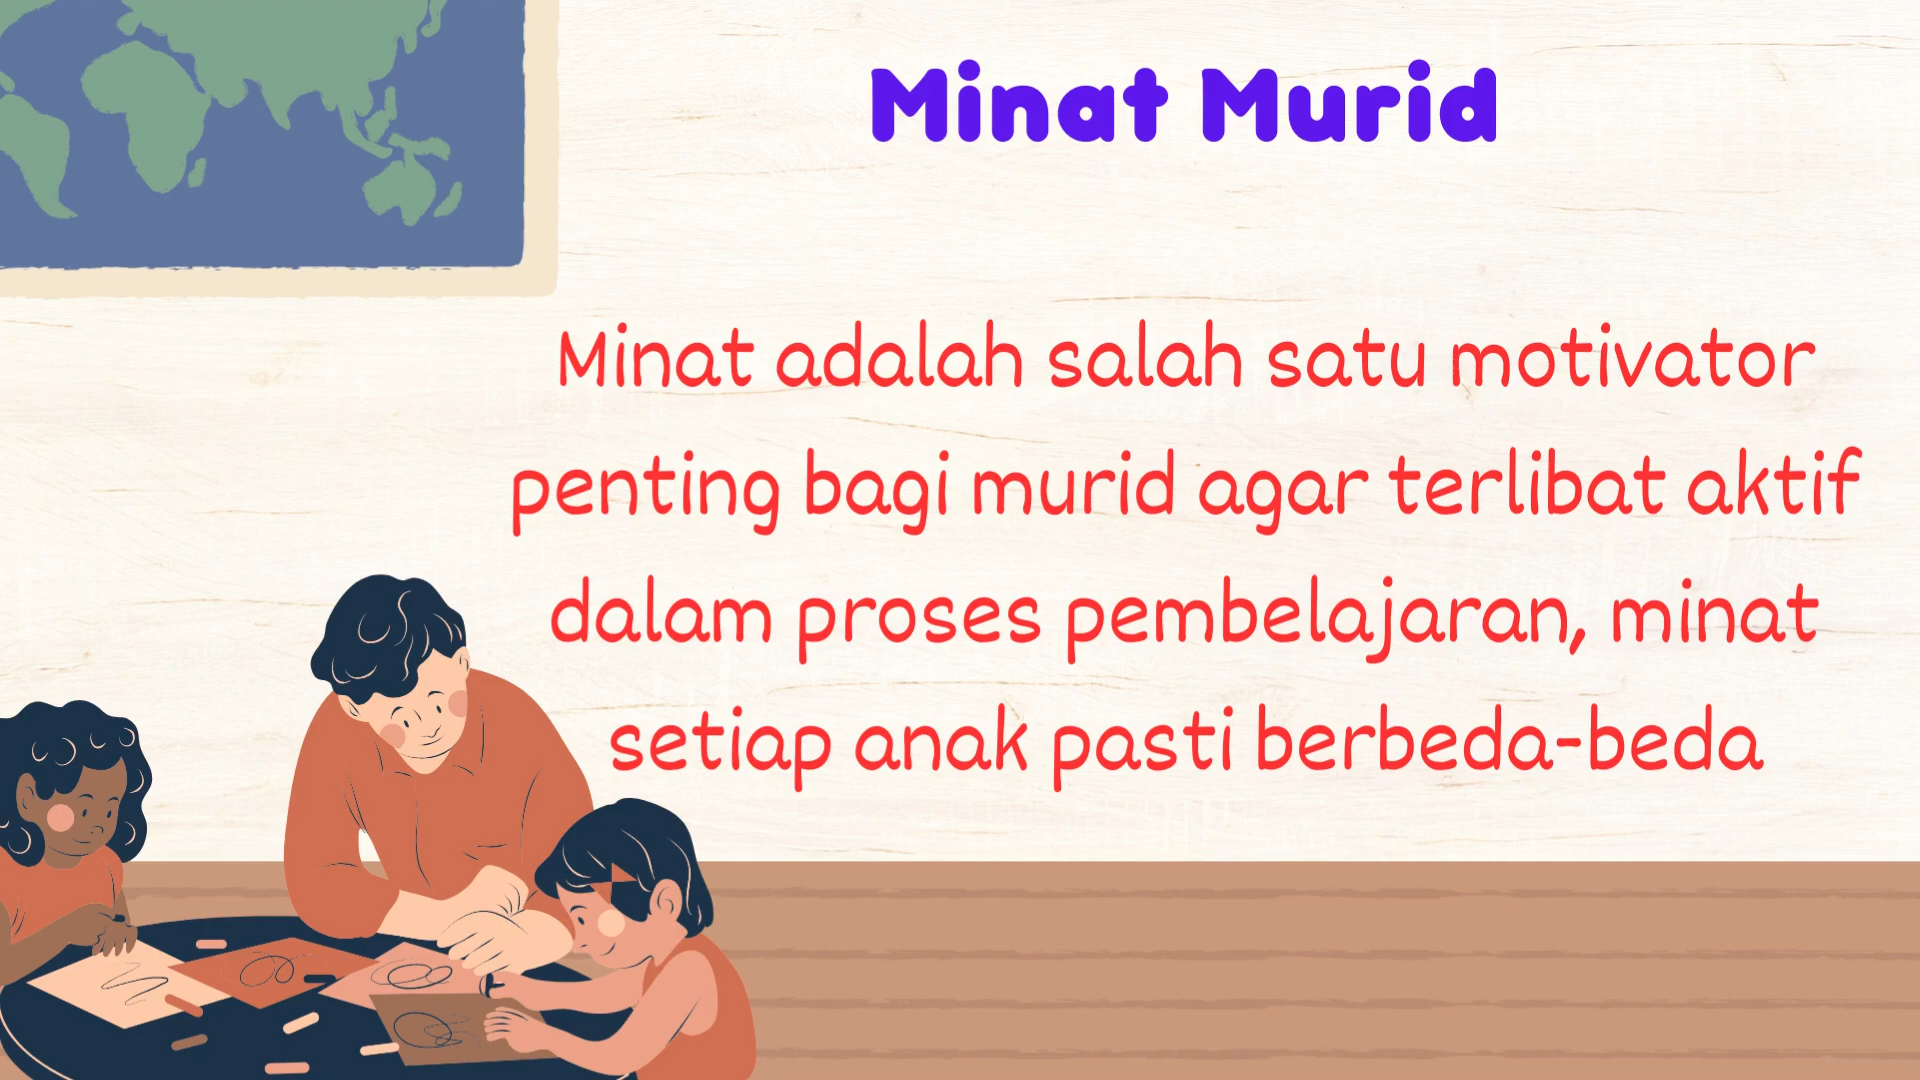 Minat Murid
Minat adalah salah satu motivator
penting bagi murid agar terlibat aktif
dalam proses pembelajaran, minat
setiap anak pasti berbeda-beda